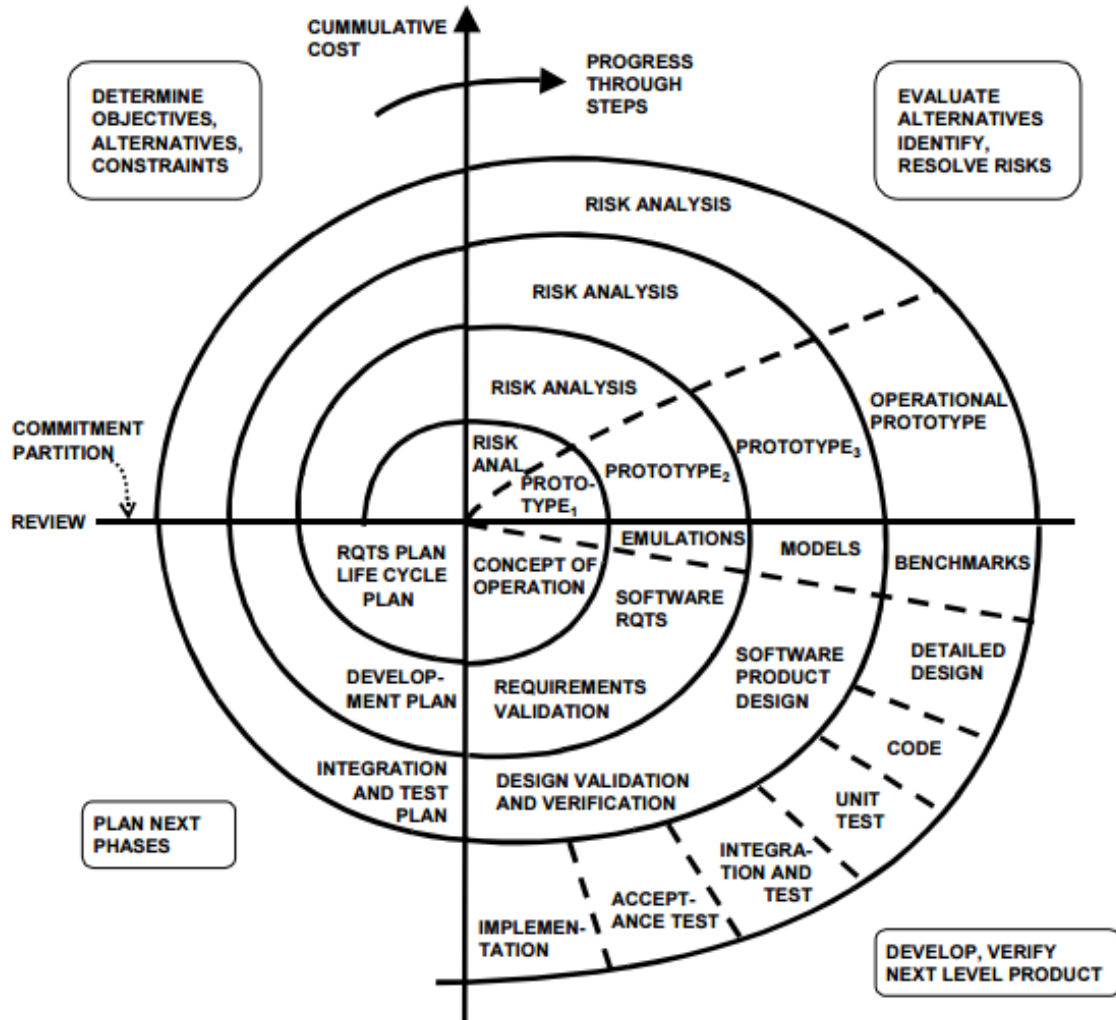 CUMMULATIVE
COST
PROGRESS
THROUGH
STEPS
DETERMINE
OBJECTIVES,
ALTERNATIVES,
CONSTRAINTS
EVALUATE
ALTERNATIVES
IDENTIFY,
RESOLVE RISKS
RISK ANALYSIS
RISK ANALYSIS
RISK ANALYSIS
RISK
ANAL.
PROTO-
TYPE₁
PROTOTYPE₂
PROTOTYPE₃
OPERATIONAL
PROTOTYPE
COMMITMENT
PARTITION
REVIEW
EMULATIONS
MODELS
BENCHMARKS
RQTS PLAN
LIFE CYCLE
PLAN
CONCEPT OF
OPERATION
SOFTWARE
RQTS
SOFTWARE
PRODUCT
DESIGN
DETAILED
DESIGN
DEVELOP-
MENT PLAN
REQUIREMENTS
VALIDATION
CODE
INTEGRATION
AND TEST
PLAN
DESIGN VALIDATION
AND VERIFICATION
UNIT
TEST
PLAN NEXT
PHASES
INTEGRA-
TION AND
TEST
ACCEPT-
ANCE TEST
IMPLEMEN-
TATION
DEVELOP, VERIFY
NEXT LEVEL PRODUCT